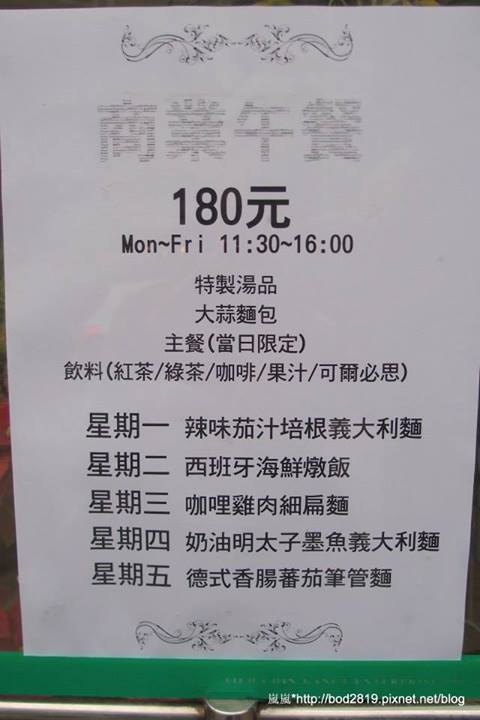 商業午餐
180元
Mon~Fri 11:30~16:00
特製湯品
大蒜麵包
主餐(當日限定)
飲料(紅茶/綠茶/咖啡/果汁/可爾必思)
星期一 辣味茄汁培根義大利麵
星期二 西班牙海鮮燉飯
星期三 咖哩雞肉細扁麵
星期四 奶油明太子墨魚義大利麵
星期五 德式香腸蕃茄筆管麵
嵐嵐*http://bod2819.pixnet.net/blog